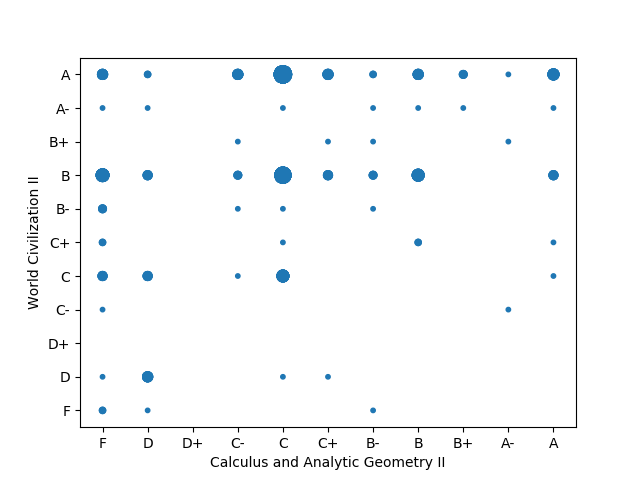 A
A-
B+
B
B-
C+
C
C-
D+
D
F
World Civilization II
F D D+ C- C C+ B- B B+ A- A
Calculus and Analytic Geometry II